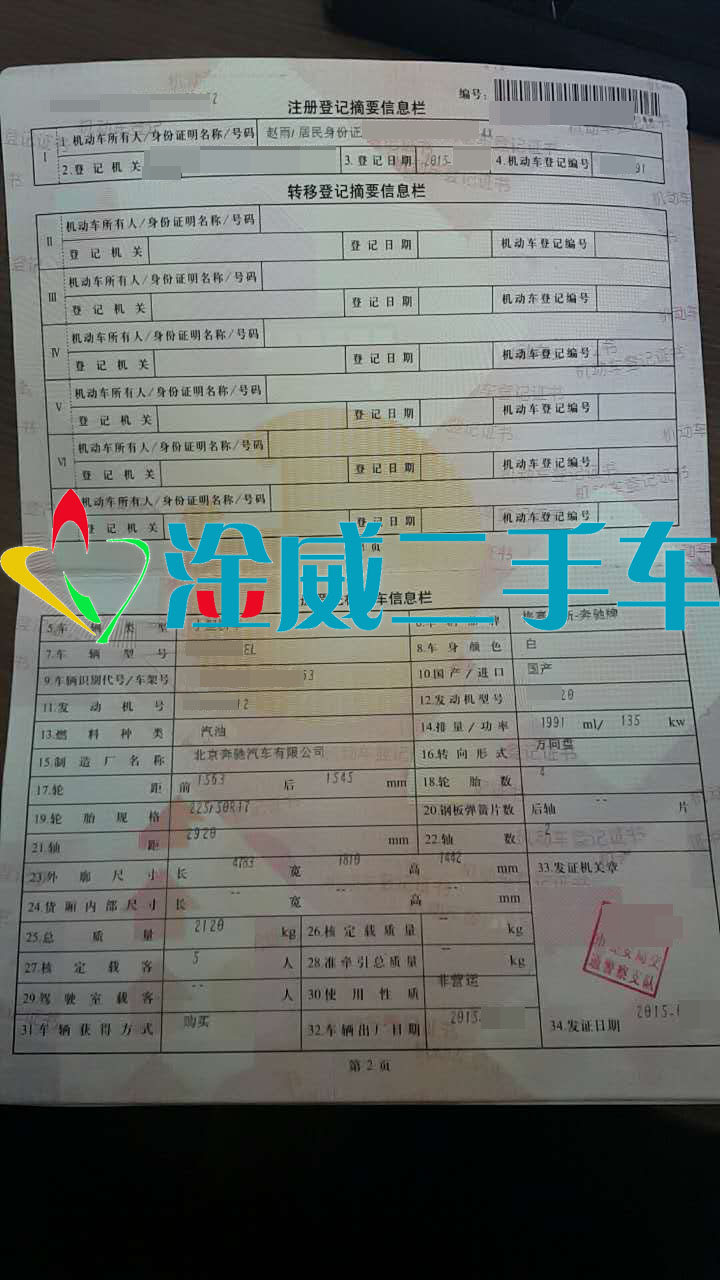 编号:
注册登记摘要信息栏
I 1.机动车所有人/身份证明名称/号码 赵雨/居民身份证
2.登记机关 3.登记日期 2015- 4.机动车登记编号 91
转移登记摘要信息栏
II 机动车所有人/身份证明名称/号码
登记机关 登记日期 机动车登记编号
III 机动车所有人/身份证明名称/号码
登记机关 登记日期 机动车登记编号
IV 机动车所有人/身份证明名称/号码
登记机关 登记日期 机动车登记编号
V 机动车所有人/身份证明名称/号码
登记机关 登记日期 机动车登记编号
VI 机动车所有人/身份证明名称/号码
登记机关 登记日期 机动车登记编号
机动车所有人/身份证明名称/号码
登记机关 登记日期 机动车登记编号
页
淦威二手车
车信息栏
5.车辆类型 -奔驰牌
7.车辆型号 EL 8.车身颜色 白
9.车辆识别代号/车架号 63 10.国产/进口 国产
11.发动机号 12 12.发动机型号 20
13.燃料种类 汽油 14.排量/功率 1991 ml/ 135 kw
15.制造厂名称 北京奔驰汽车有限公司 16.转向形式 方向盘
17.轮距 前 1563 后 1545 mm 18.轮胎数 4
19.轮胎规格 225/50R17 20.钢板弹簧片数 后轴 -- 片
21.轴距 2920 mm 22.轴数 2
23.外廓尺寸 长 4783 宽 1810 高 1442 mm 33.发证机关章
24.货厢内部尺寸 长 -- 宽 -- 高 -- mm
25.总质量 2120 kg 26.核定载质量 -- kg
27.核定载客 5 人 28.准牵引总质量 -- kg
市公安局交
通警察支队
29.驾驶室载客 -- 人 30.使用性质 非营运
31.车辆获得方式 购买 32.车辆出厂日期 2015. 34.发证日期 2015.
第2页